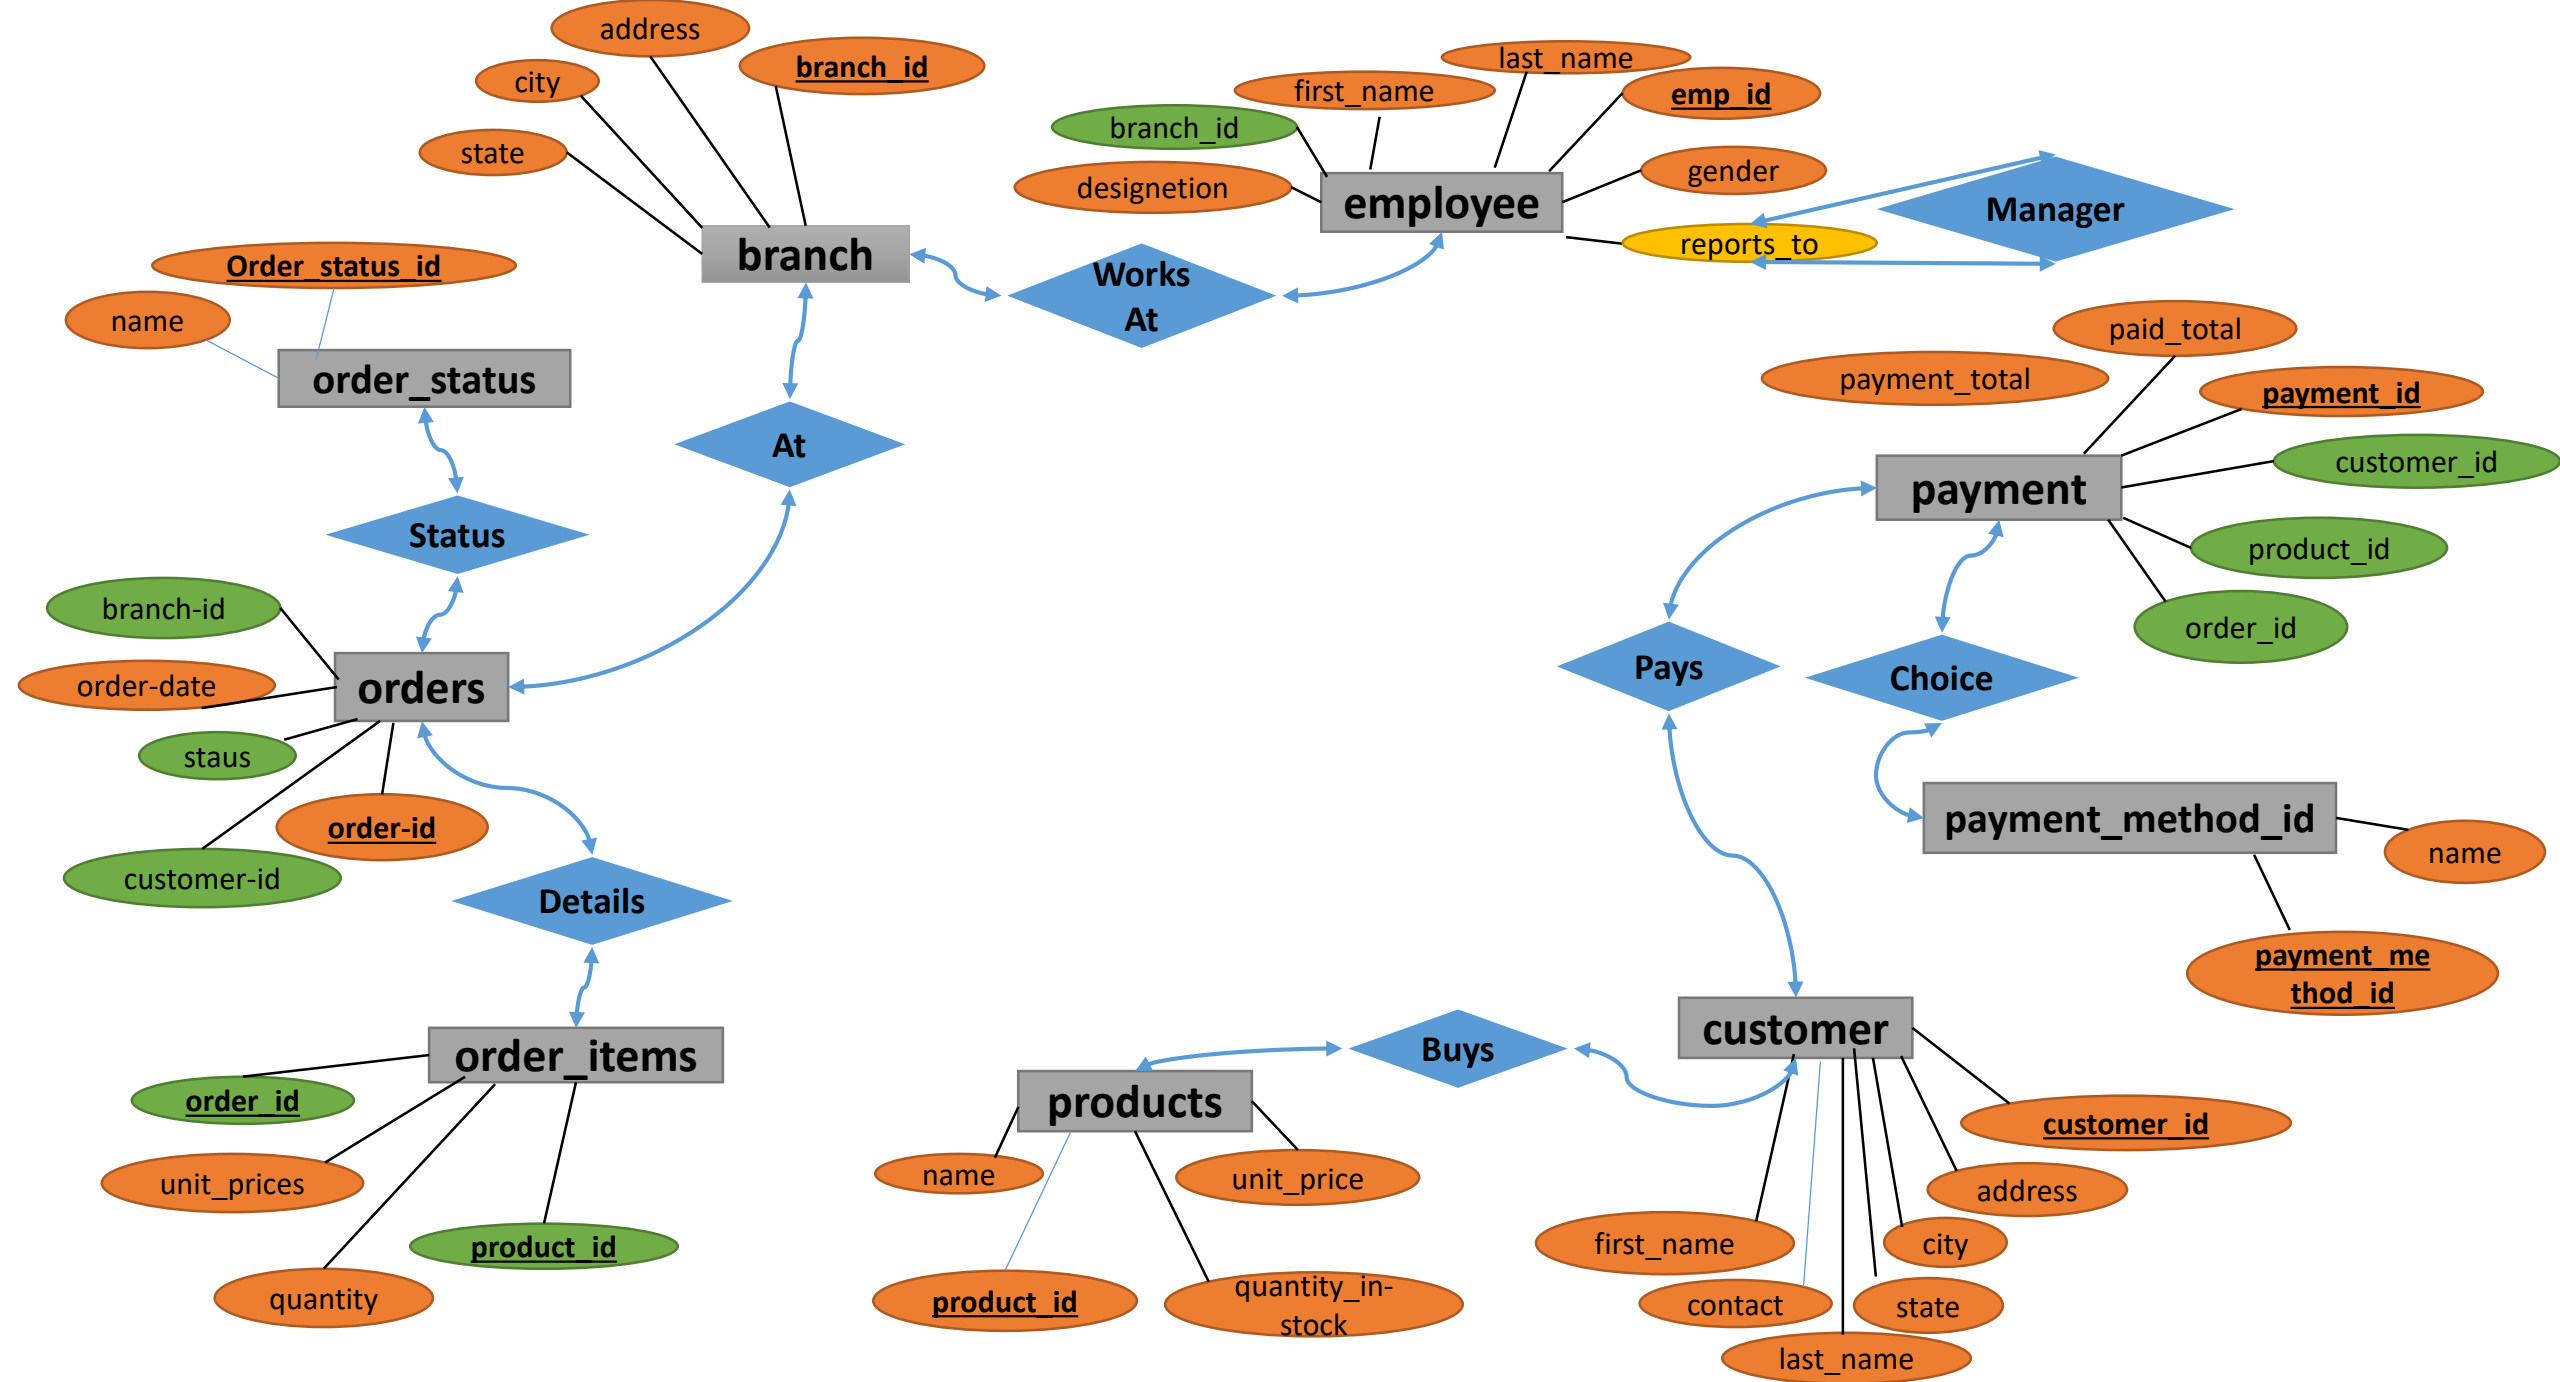 address
branch_id
city
state
branch
last_name
first_name
emp_id
branch_id
gender
designetion
employee
Manager
reports_to
Works
At
Order_status_id
name
order_status
At
Status
paid_total
payment_total
payment_id
customer_id
payment
product_id
order_id
Pays
Choice
branch-id
order-date
orders
staus
order-id
customer-id
Details
payment_method_id
name
payment_me
thod_id
order_items
order_id
unit_prices
product_id
quantity
Buys
products
name
unit_price
product_id
quantity_in-
stock
customer
customer_id
address
first_name
city
contact
state
last_name